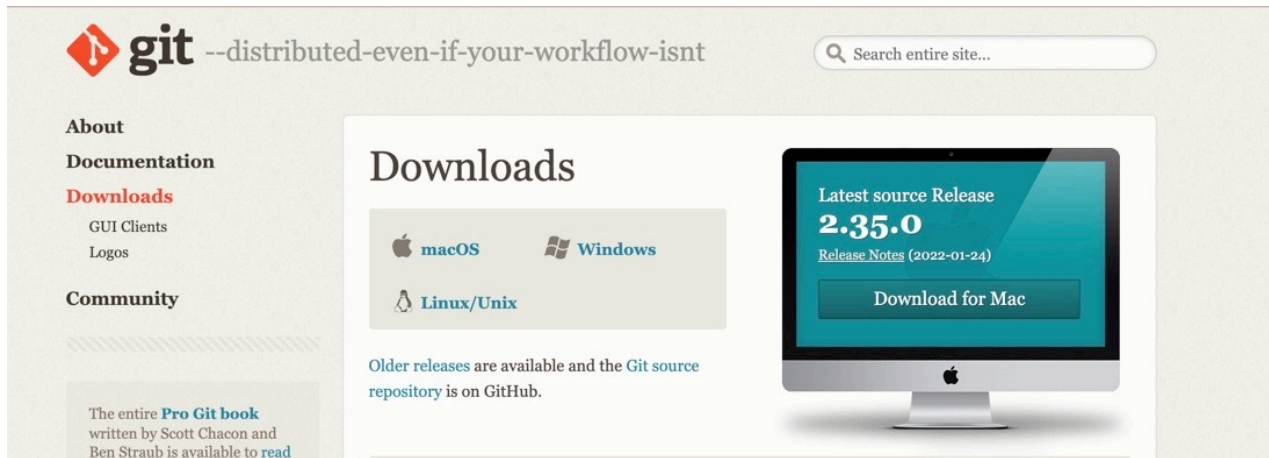 git --distributed-even-if-your-workflow-isnt
Search entire site...
About
Documentation
Downloads
GUI Clients
Logos
Community
The entire Pro Git book
written by Scott Chacon and
Ben Straub is available to read
Downloads
macOS
Windows
Linux/Unix
Older releases are available and the Git source
repository is on GitHub.
Latest source Release
2.35.0
Release Notes (2022-01-24)
Download for Mac